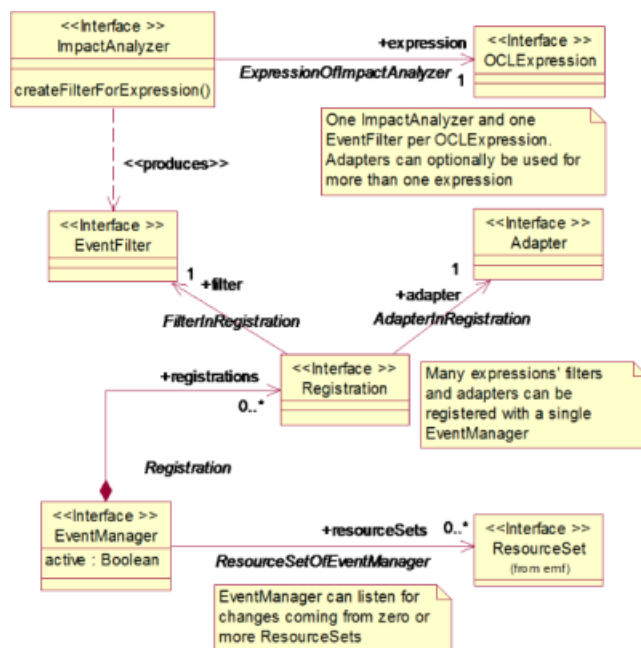 <<Interface >>
ImpactAnalyzer
createFilterForExpression()
+expression
ExpressionOfImpactAnalyzer
1
<<Interface >>
OCLExpression
One ImpactAnalyzer and one
EventFilter per OCLExpression.
Adapters can optionally be used for
more than one expression
<<produces>>
<<Interface >>
EventFilter
<<Interface >>
Adapter
1
+filter
FilterInRegistration
1
+adapter
AdapterInRegistration
<<Interface >>
Registration
+registrations
0..*
Registration
Many expressions' filters
and adapters can be
registered with a single
EventManager
<<Interface >>
EventManager
active : Boolean
+resourceSets
0..*
ResourceSetOfEventManager
<<Interface >>
ResourceSet
(from emf)
EventManager can listen for
changes coming from zero or
more ResourceSets